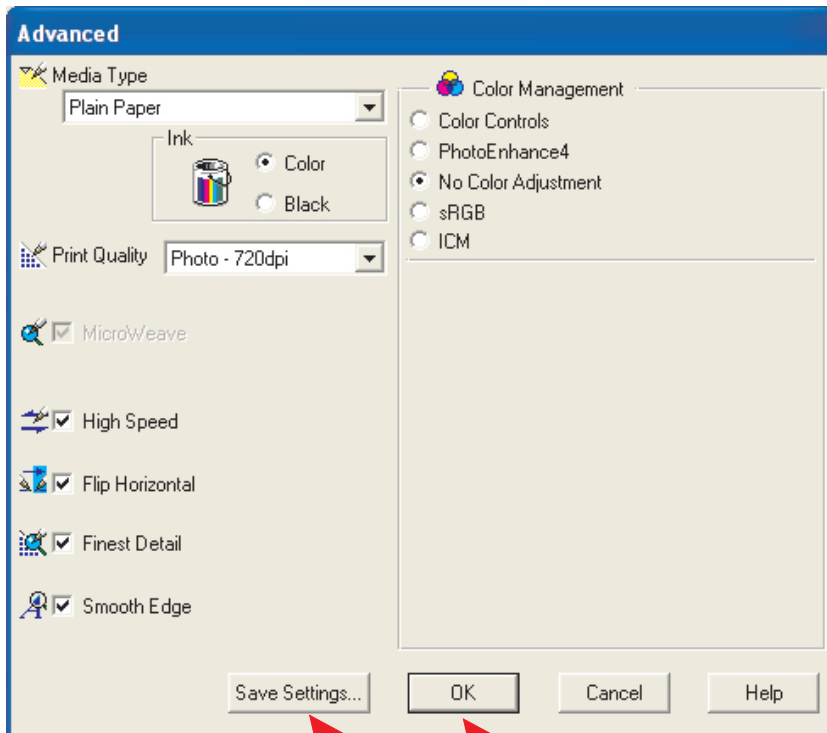 Advanced
Media Type
Plain Paper
Ink
Color
Black
Print Quality
Photo - 720dpi
MicroWeave
High Speed
Flip Horizontal
Finest Detail
Smooth Edge
Color Management
Color Controls
PhotoEnhance4
No Color Adjustment
sRGB
ICM
Save Settings...
OK
Cancel
Help